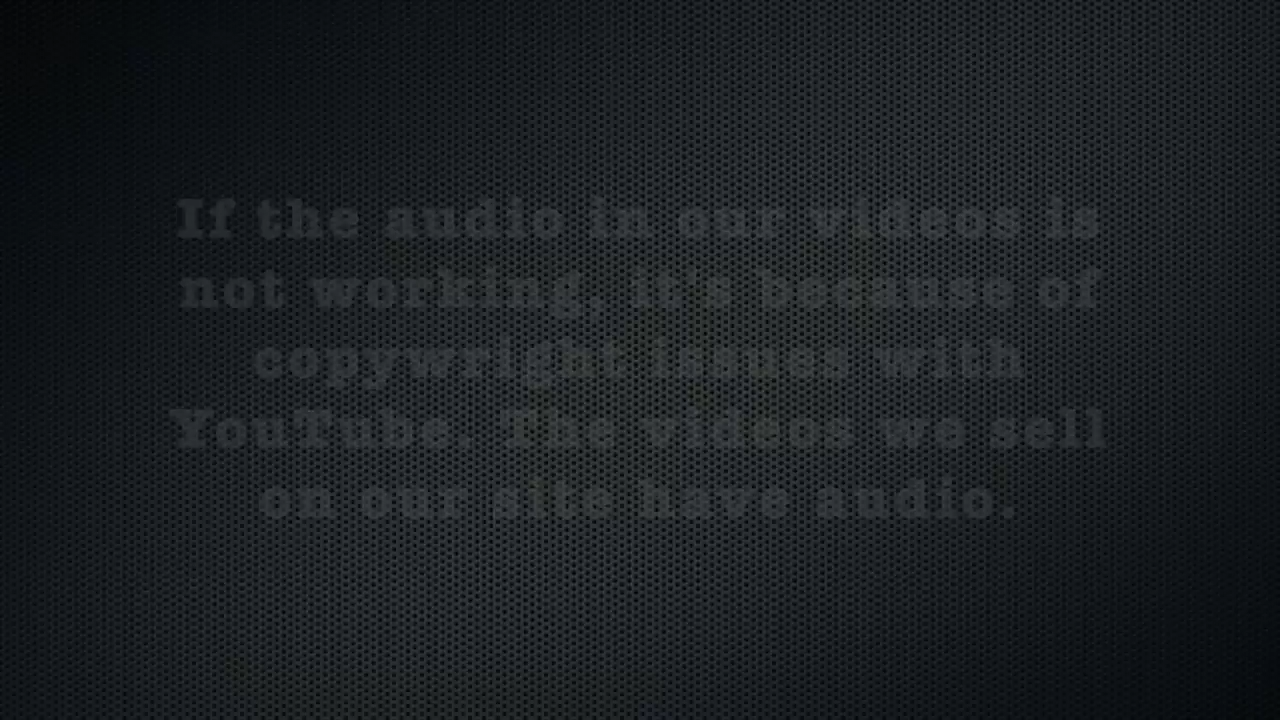 If the audio in our videos is
not working, it's because of
copywright issues with
YouTube. The videos we sell
on our site have audio.